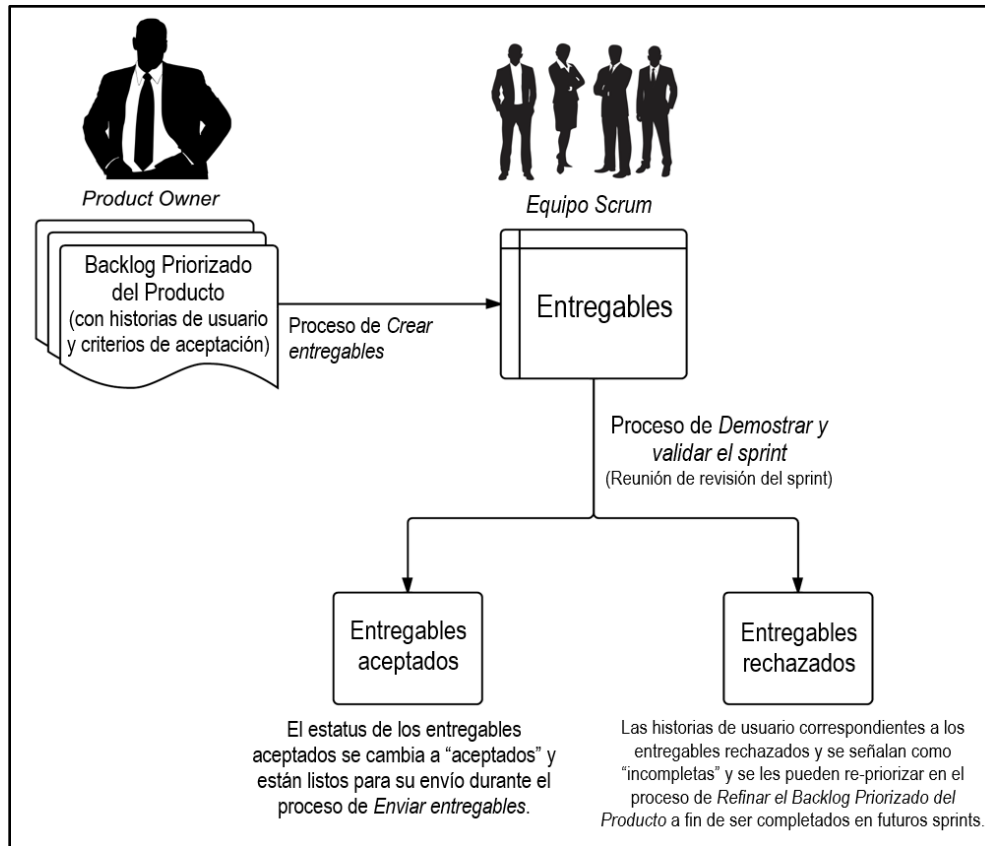 Product Owner
Equipo Scrum
Backlog Priorizado
del Producto
(con historias de usuario
y criterios de aceptación)
Proceso de Crear
entregables
Entregables
Proceso de Demostrar y
validar el sprint
(Reunión de revisión del sprint)
Entregables
aceptados
Entregables
rechazados
El estatus de los entregables
aceptados se cambia a “aceptados” y
están listos para su envío durante el
proceso de Enviar entregables.
Las historias de usuario correspondientes a los
entregables rechazados y se señalan como
“incompletas” y se les pueden re-priorizar en el
proceso de Refinar el Backlog Priorizado del
Producto a fin de ser completados en futuros sprints.